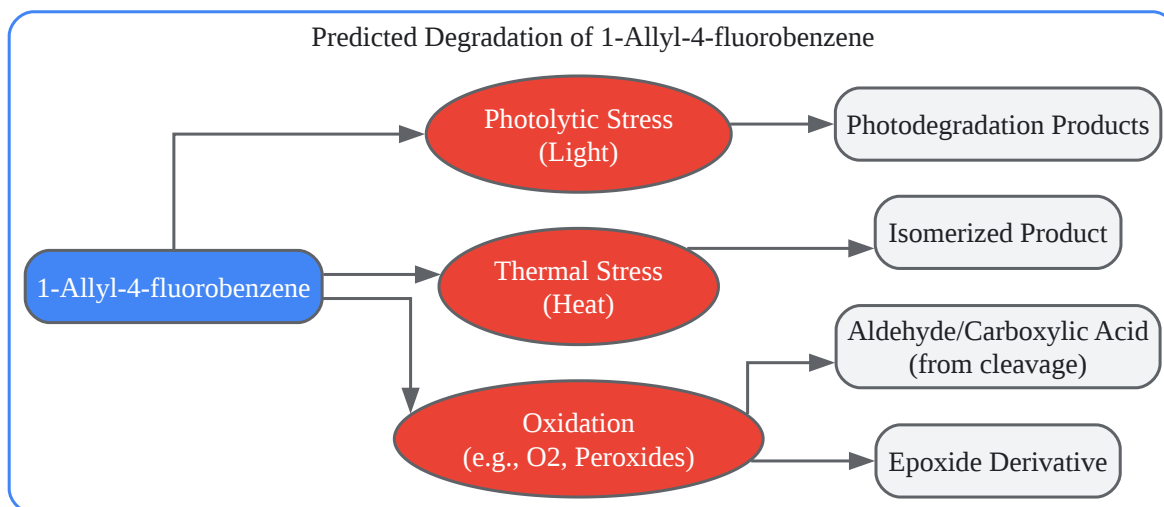 Predicted Degradation of 1-Allyl-4-fluorobenzene
Photolytic Stress
(Light)
Photodegradation Products
1-Allyl-4-fluorobenzene
Thermal Stress
(Heat)
Isomerized Product
Oxidation
(e.g., O2, Peroxides)
Aldehyde/Carboxylic Acid
(from cleavage)
Epoxide Derivative